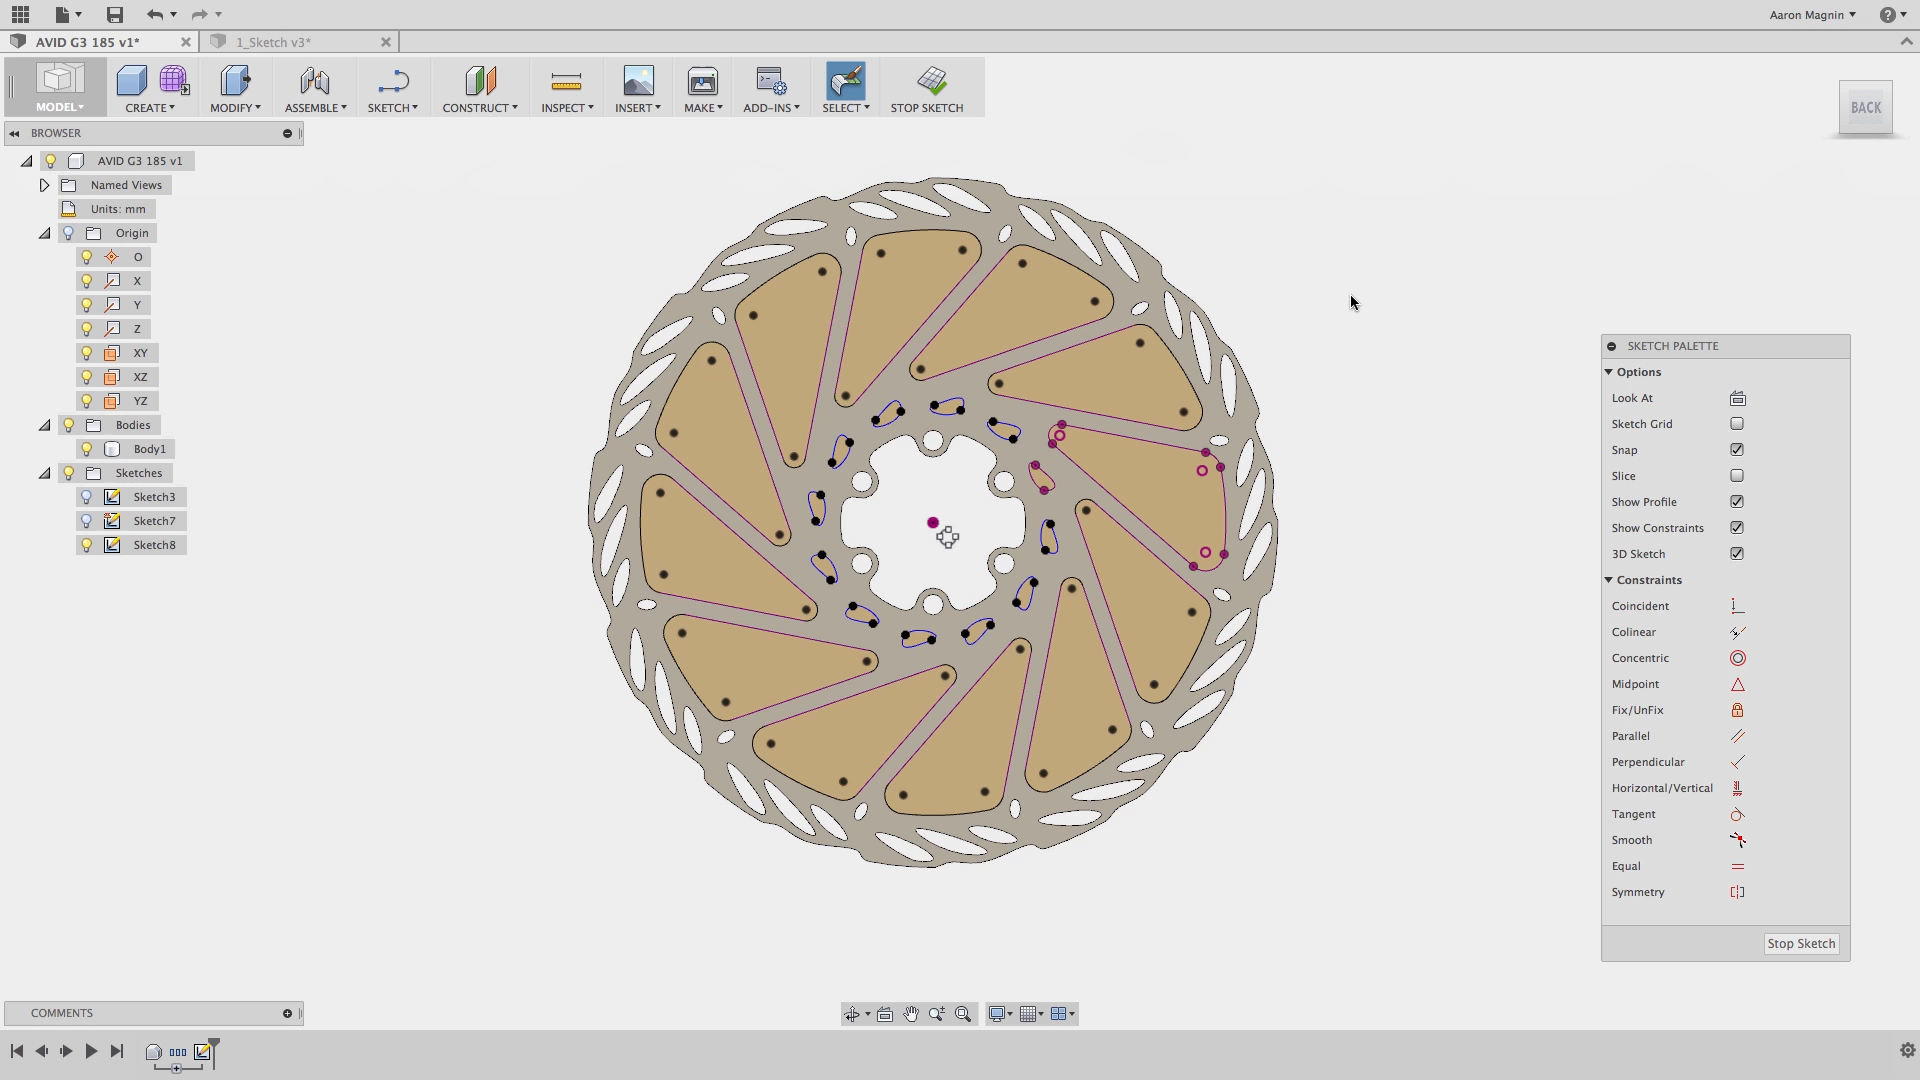 Aaron Magnin
?
AVID G3 185 v1*
1_Sketch v3*
MODEL
CREATE
MODIFY
ASSEMBLE
SKETCH
CONSTRUCT
INSPECT
INSERT
MAKE
ADD-INS
SELECT
STOP SKETCH
BACK
BROWSER
AVID G3 185 v1
Named Views
Units: mm
Origin
O
X
Y
Z
XY
XZ
YZ
Bodies
Body1
Sketches
Sketch3
Sketch7
Sketch8
SKETCH PALETTE
Options
Look At
Sketch Grid
Snap
Slice
Show Profile
Show Constraints
3D Sketch
Constraints
Coincident
Colinear
Concentric
Midpoint
Fix/UnFix
Parallel
Perpendicular
Horizontal/Vertical
Tangent
Smooth
Equal
Symmetry
Stop Sketch
COMMENTS